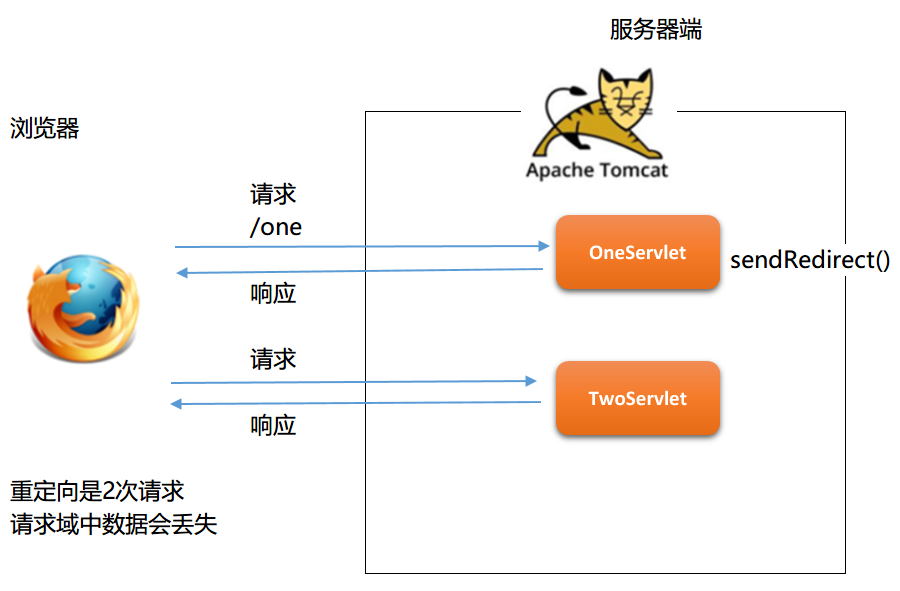 服务器端
浏览器
Apache Tomcat
请求
/one
OneServlet
sendRedirect()
响应
请求
TwoServlet
响应
重定向是2次请求
请求域中数据会丢失